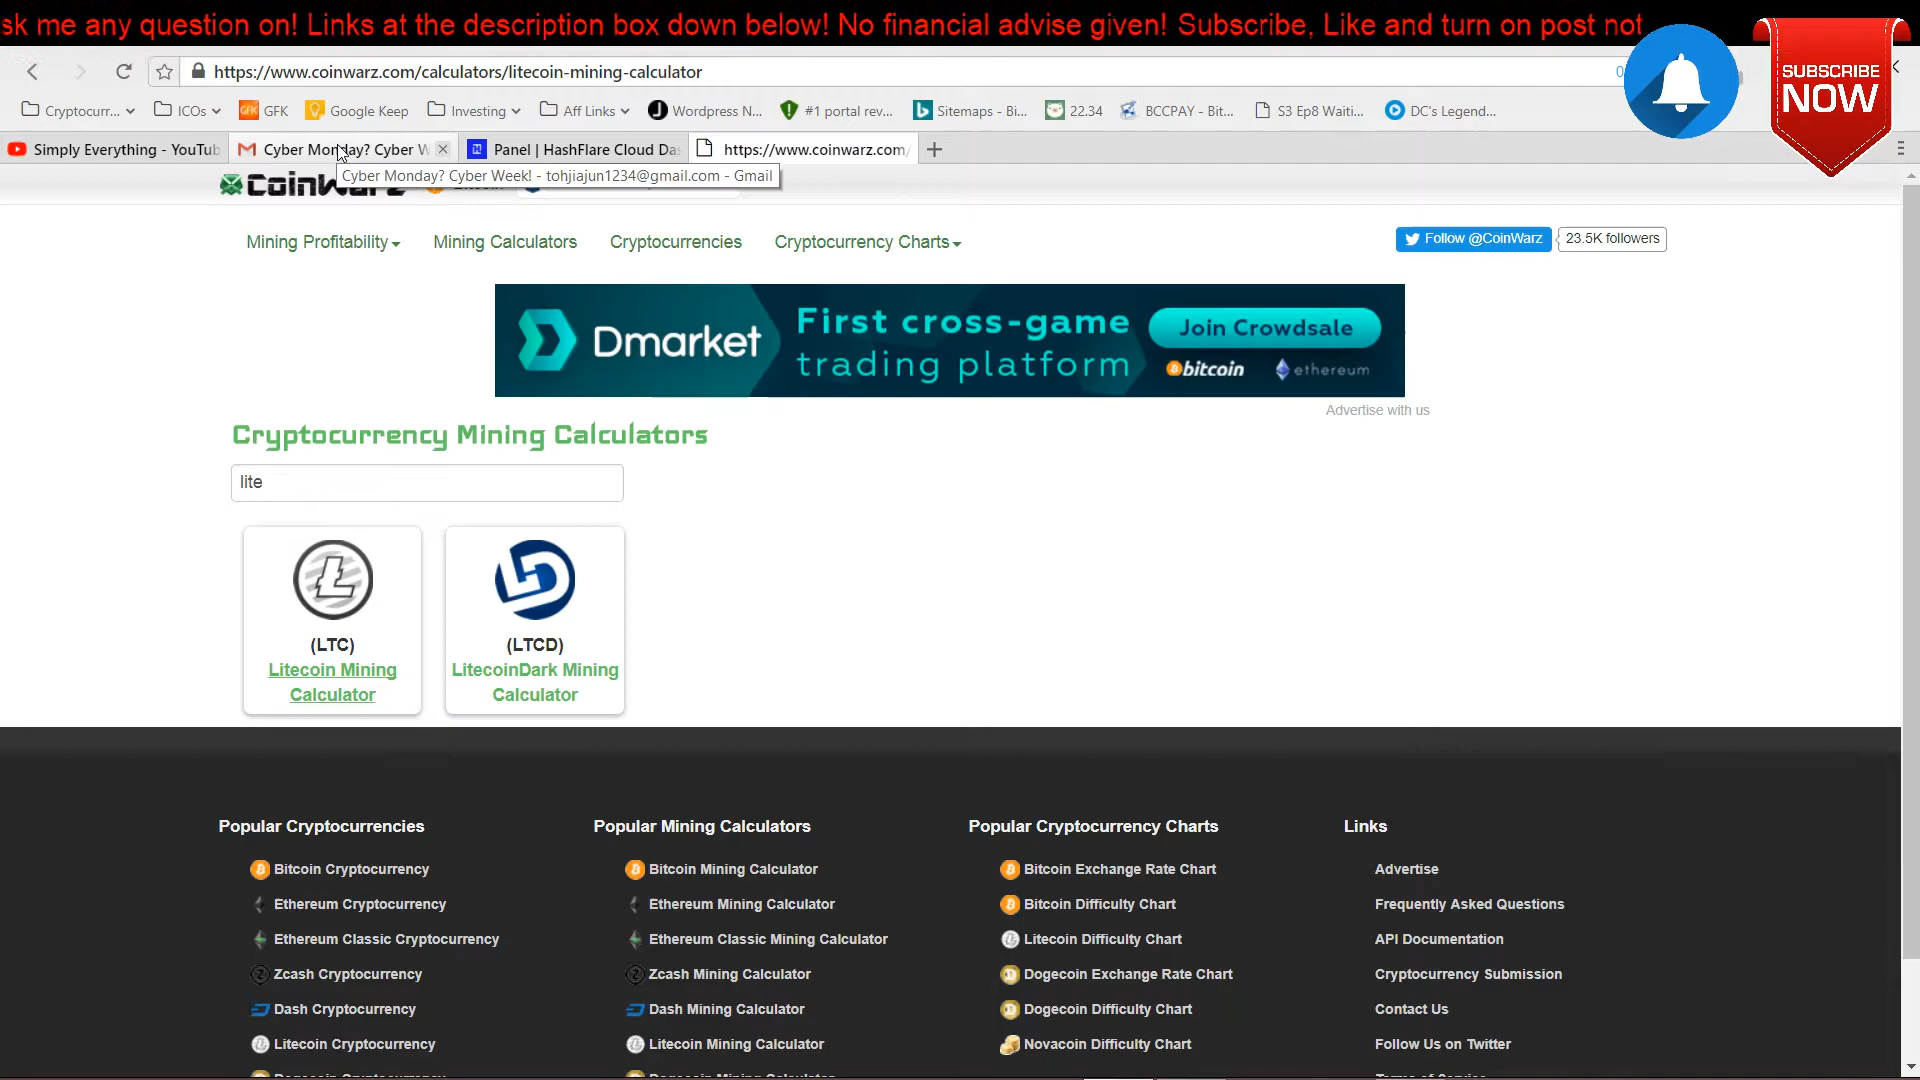 sk me any question on! Links at the description box down below! No financial advise given! Subscribe, Like and turn on post not
SUBSCRIBE
NOW
https://www.coinwarz.com/calculators/litecoin-mining-calculator
Cryptocurr... ICOs GFK Google Keep Investing Aff Links Wordpress N... #1 portal rev... Sitemaps - Bi... 22.34 BCCPAY - Bit... S3 Ep8 Waiti... DC's Legend...
Simply Everything - YouTub Cyber Monday? Cyber W Panel | HashFlare Cloud Da https://www.coinwarz.com/
Cyber Monday? Cyber Week! - tohjiajun1234@gmail.com - Gmail
CoinWarz
Mining Profitability Mining Calculators Cryptocurrencies Cryptocurrency Charts Follow @CoinWarz 23.5K followers
Dmarket
First cross-game
trading platform
Join Crowdsale
bitcoin ethereum
Advertise with us
Cryptocurrency Mining Calculators
lite
(LTC)
Litecoin Mining
Calculator
(LTCD)
LitecoinDark Mining
Calculator
Popular Cryptocurrencies
Bitcoin Cryptocurrency
Ethereum Cryptocurrency
Ethereum Classic Cryptocurrency
Zcash Cryptocurrency
Dash Cryptocurrency
Litecoin Cryptocurrency
Popular Mining Calculators
Bitcoin Mining Calculator
Ethereum Mining Calculator
Ethereum Classic Mining Calculator
Zcash Mining Calculator
Dash Mining Calculator
Litecoin Mining Calculator
Popular Cryptocurrency Charts
Bitcoin Exchange Rate Chart
Bitcoin Difficulty Chart
Litecoin Difficulty Chart
Dogecoin Exchange Rate Chart
Dogecoin Difficulty Chart
Novacoin Difficulty Chart
Links
Advertise
Frequently Asked Questions
API Documentation
Cryptocurrency Submission
Contact Us
Follow Us on Twitter